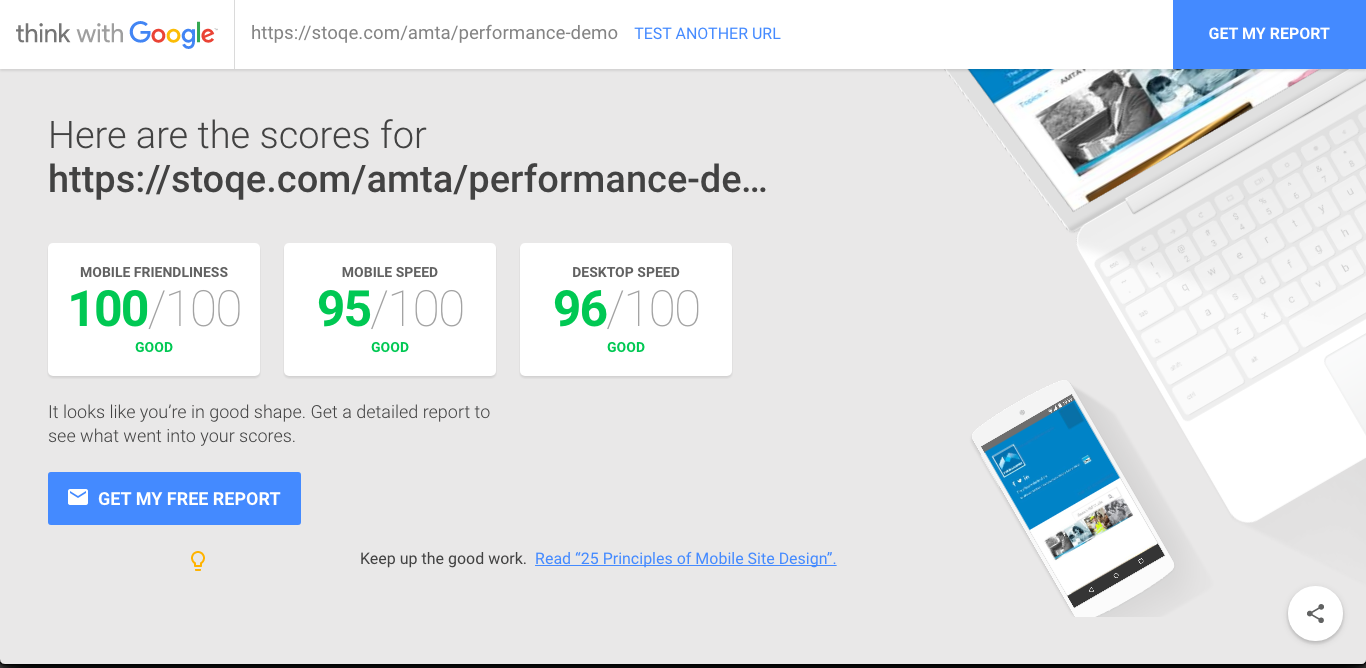 think with Google
https://stoqe.com/amta/performance-demo TEST ANOTHER URL
GET MY REPORT
Here are the scores for
https://stoqe.com/amta/performance-de...
MOBILE FRIENDLINESS
100/100
GOOD
MOBILE SPEED
95/100
GOOD
DESKTOP SPEED
96/100
GOOD
It looks like you’re in good shape. Get a detailed report to
see what went into your scores.
GET MY FREE REPORT
Keep up the good work. Read “25 Principles of Mobile Site Design”.
Topics